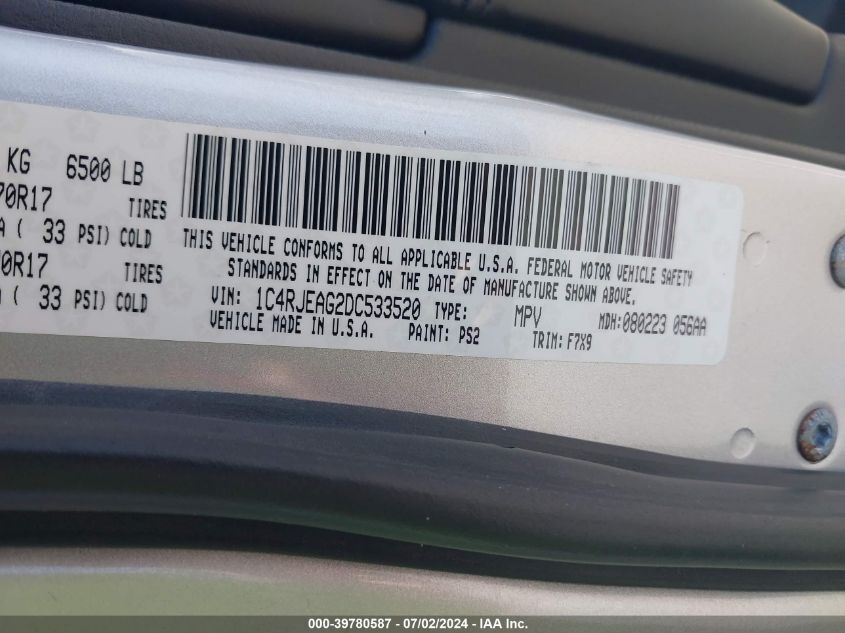 KG 6500 LB
70R17 TIRES
( 33 PSI) COLD
0R17 TIRES
( 33 PSI) COLD
THIS VEHICLE CONFORMS TO ALL APPLICABLE U.S.A. FEDERAL MOTOR VEHICLE SAFETY
STANDARDS IN EFFECT ON THE DATE OF MANUFACTURE SHOWN ABOVE.
VIN: 1C4RJEAG2DC533520 TYPE: MPV MDH:080223 056AA
VEHICLE MADE IN U.S.A. PAINT: PS2 TRIM: F7X9
000-39780587 - 07/02/2024 - IAA Inc.